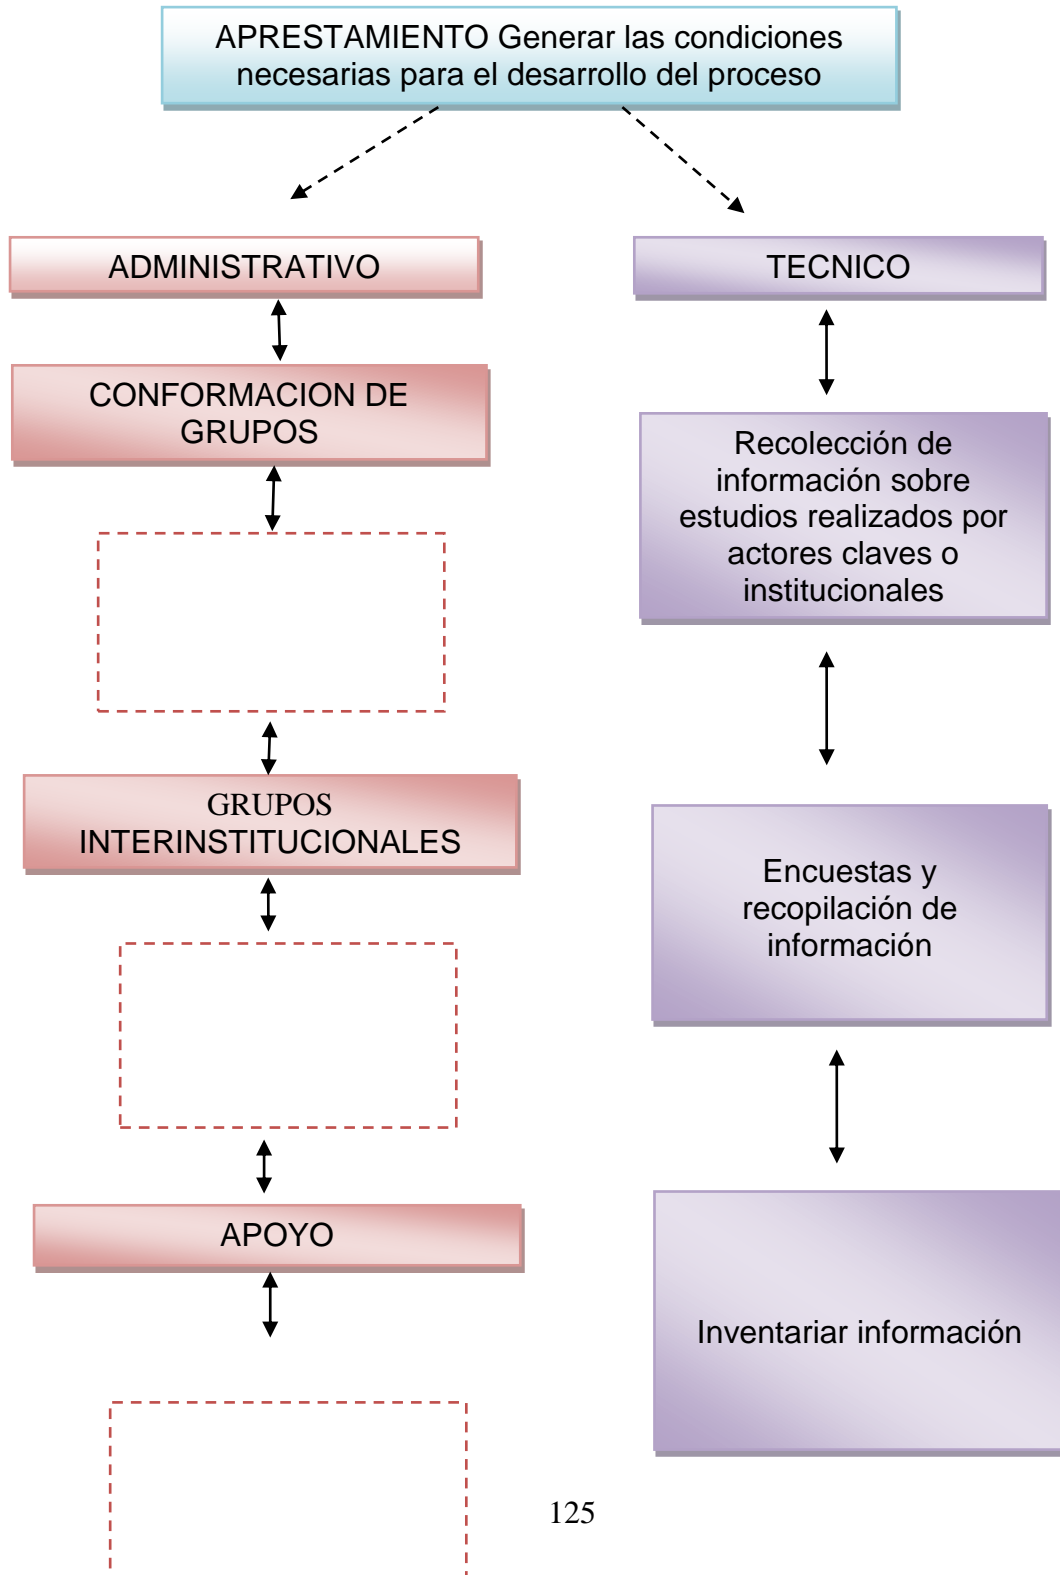 APRESTAMIENTO Generar las condiciones
necesarias para el desarrollo del proceso
ADMINISTRATIVO
CONFORMACION DE
GRUPOS
GRUPOS
INTERINSTITUCIONALES
APOYO
TECNICO
Recolección de
información sobre
estudios realizados por
actores claves o
institucionales
Encuestas y
recopilación de
información
Inventariar información
125